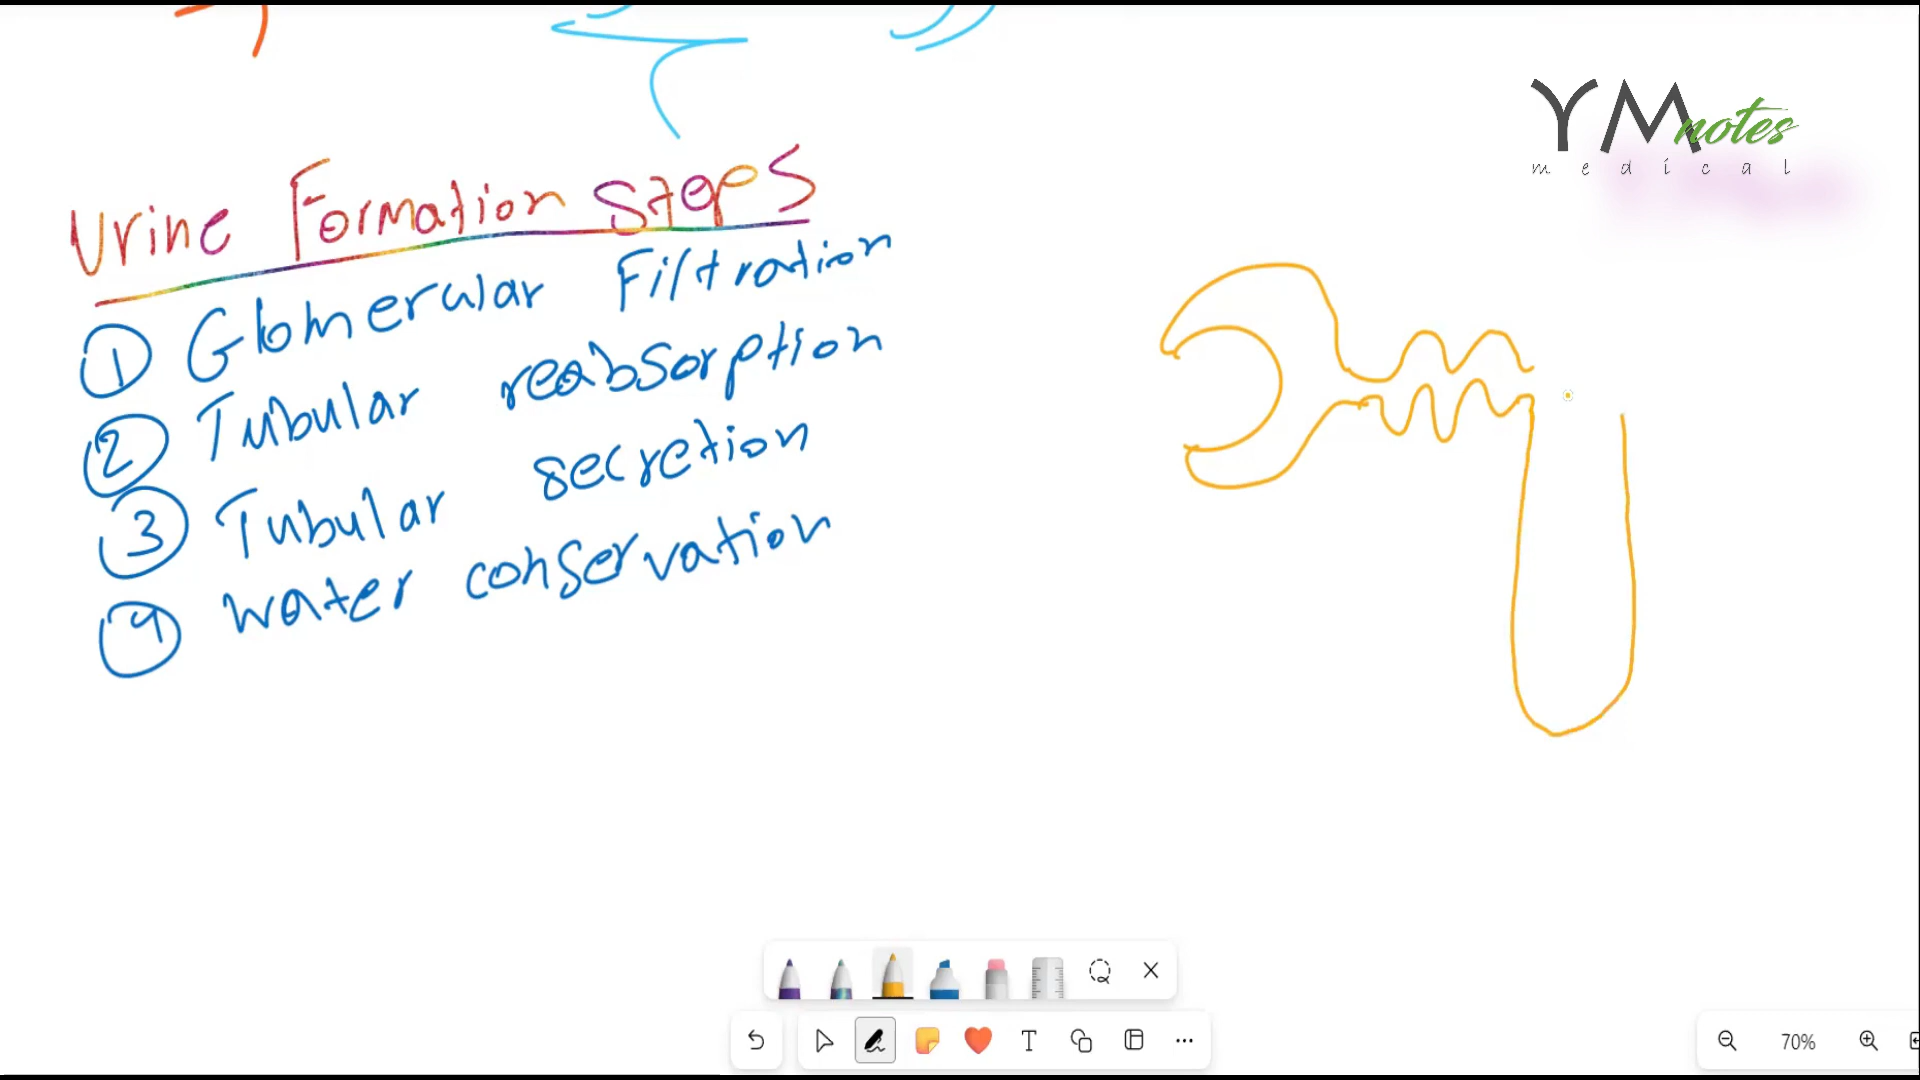 YM notes
medical
Urine Formation steps
1 Glomerular Filtration
2 Tubular reabsorption
3 Tubular secretion
4 water conservation
70%